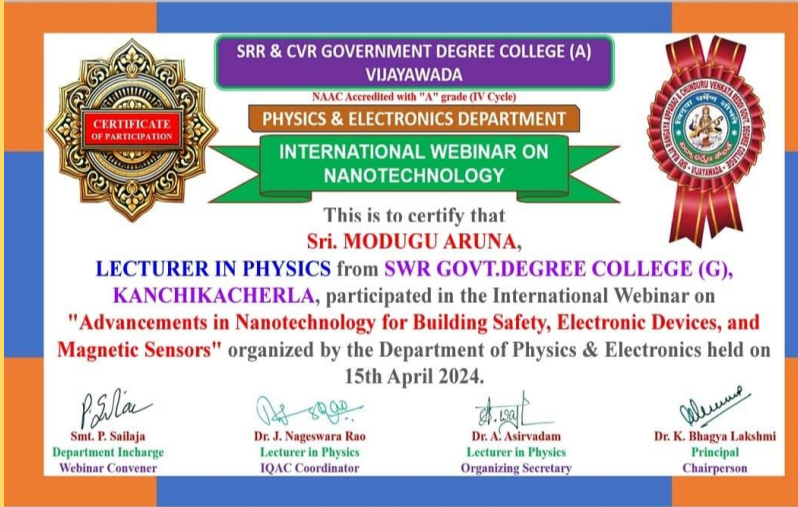 SRR & CVR GOVERNMENT DEGREE COLLEGE (A)
VIJAYAWADA
NAAC Accredited with "A" grade (IV Cycle)
PHYSICS & ELECTRONICS DEPARTMENT
CERTIFICATE
OF PARTICIPATION
INTERNATIONAL WEBINAR ON
NANOTECHNOLOGY
VIJAYAWADA
This is to certify that
Sri. MODUGU ARUNA,
LECTURER IN PHYSICS from SWR GOVT.DEGREE COLLEGE (G),
KANCHIKACHERLA, participated in the International Webinar on
"Advancements in Nanotechnology for Building Safety, Electronic Devices, and
Magnetic Sensors" organized by the Department of Physics & Electronics held on
15th April 2024.
Smt. P. Sailaja
Department Incharge
Webinar Convener
Dr. J. Nageswara Rao
Lecturer in Physics
IQAC Coordinator
Dr. A. Asirvadam
Lecturer in Physics
Organizing Secretary
Dr. K. Bhagya Lakshmi
Principal
Chairperson